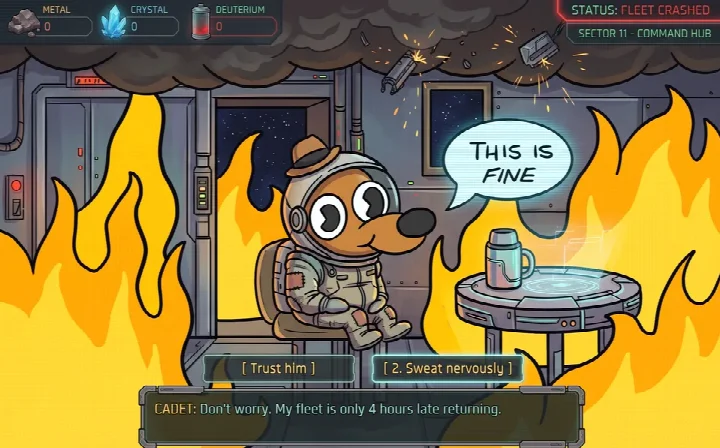 METAL
0
CRYSTAL
0
DEUTERIUM
0
STATUS: FLEET CRASHED
SECTOR 11 - COMMAND HUB
THIS IS
FINE
[ Trust him ]
[ 2. Sweat nervously ]
CADET: Don't worry. My fleet is only 4 hours late returning.